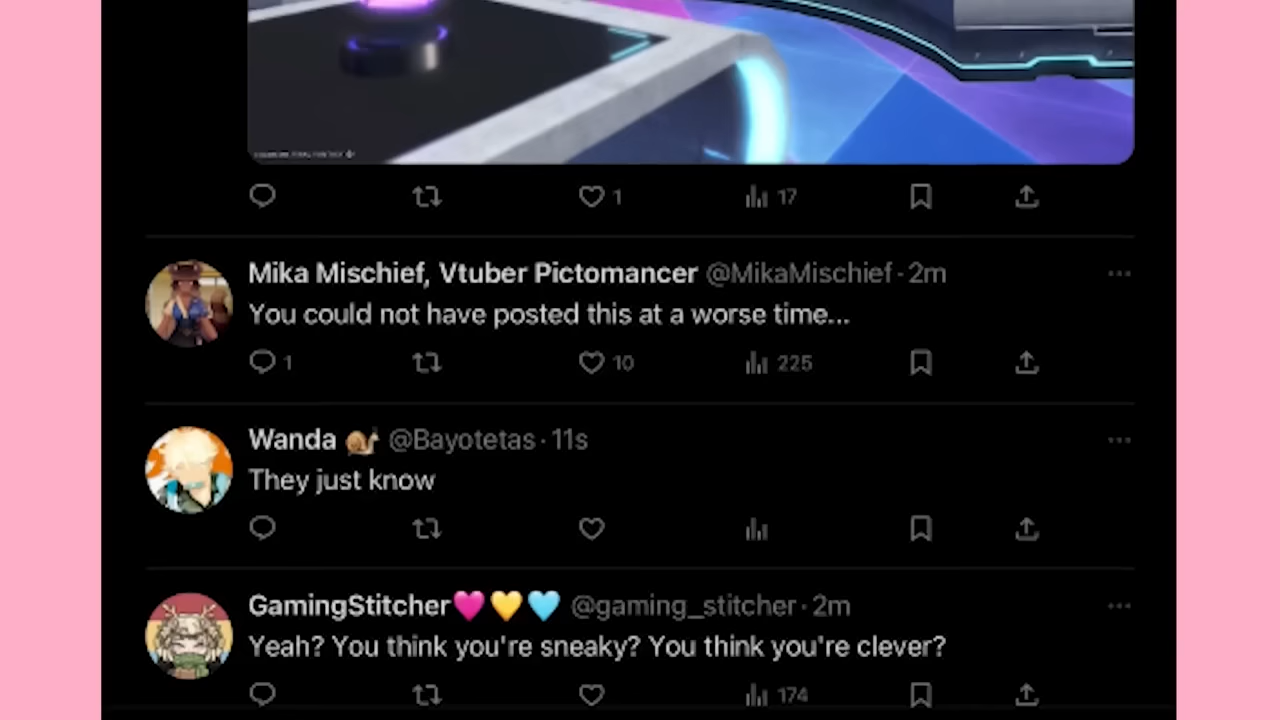 1 17
Mika Mischief, Vtuber Pictomancer @MikaMischief · 2m
You could not have posted this at a worse time...
1 10 225
Wanda 🐌 @Bayotetas · 11s
They just know
GamingStitcher🩷💛🩵 @gaming_stitcher · 2m
Yeah? You think you're sneaky? You think you're clever?
174